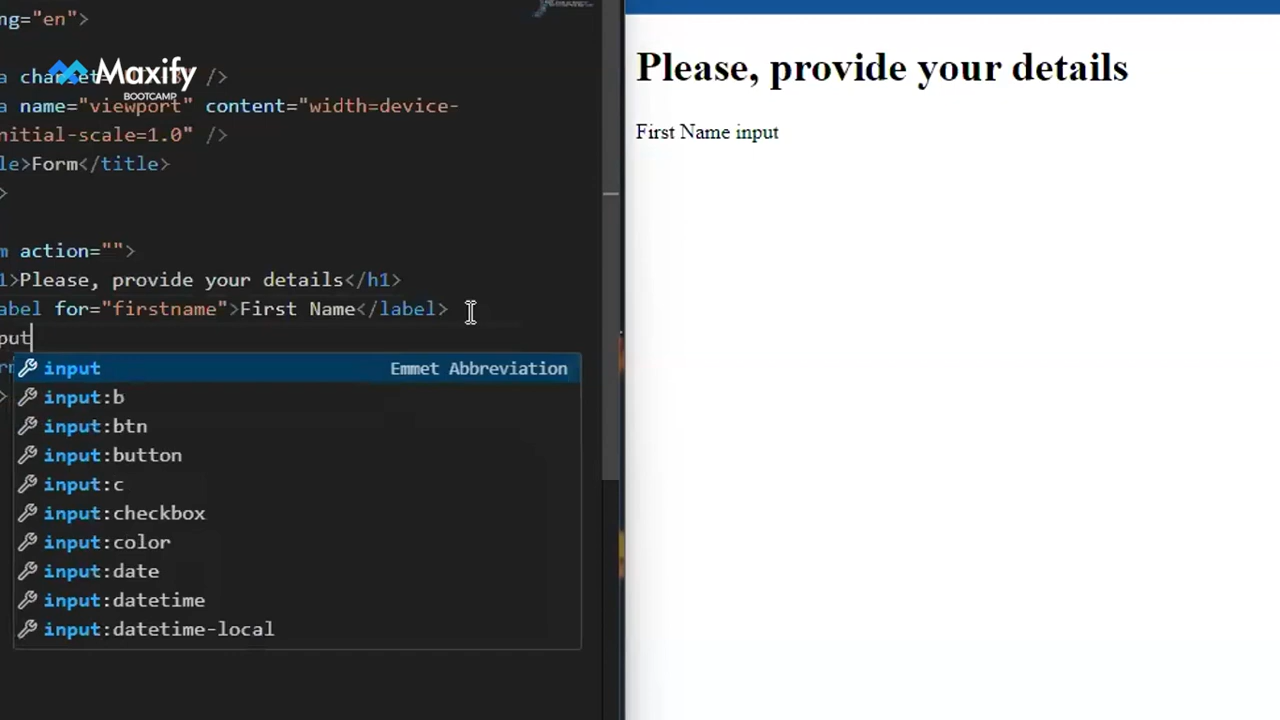 ng="en">
Maxify
BOOTCAMP
a char et= />
a name="viewport" content="width=device-
nitial-scale=1.0" />
le>Form</title>
>
m action="">
1>Please, provide your details</h1>
abel for="firstname">First Name</label>
put
input Emmet Abbreviation
input:b
input:btn
input:button
input:c
input:checkbox
input:color
input:date
input:datetime
input:datetime-local
>
Please, provide your details
First Name input